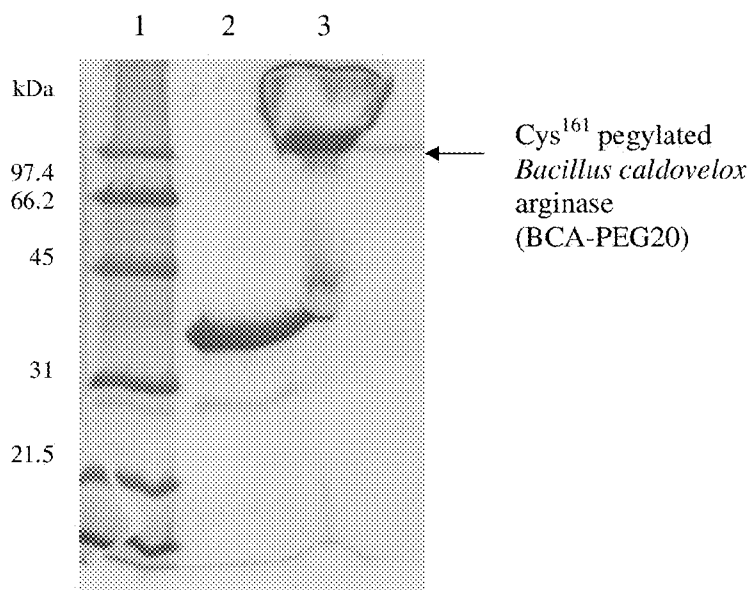 1 2 3
kDa
97.4
66.2
45
31
21.5
Cys¹⁶¹ pegylated
Bacillus caldovelox
arginase
(BCA-PEG20)